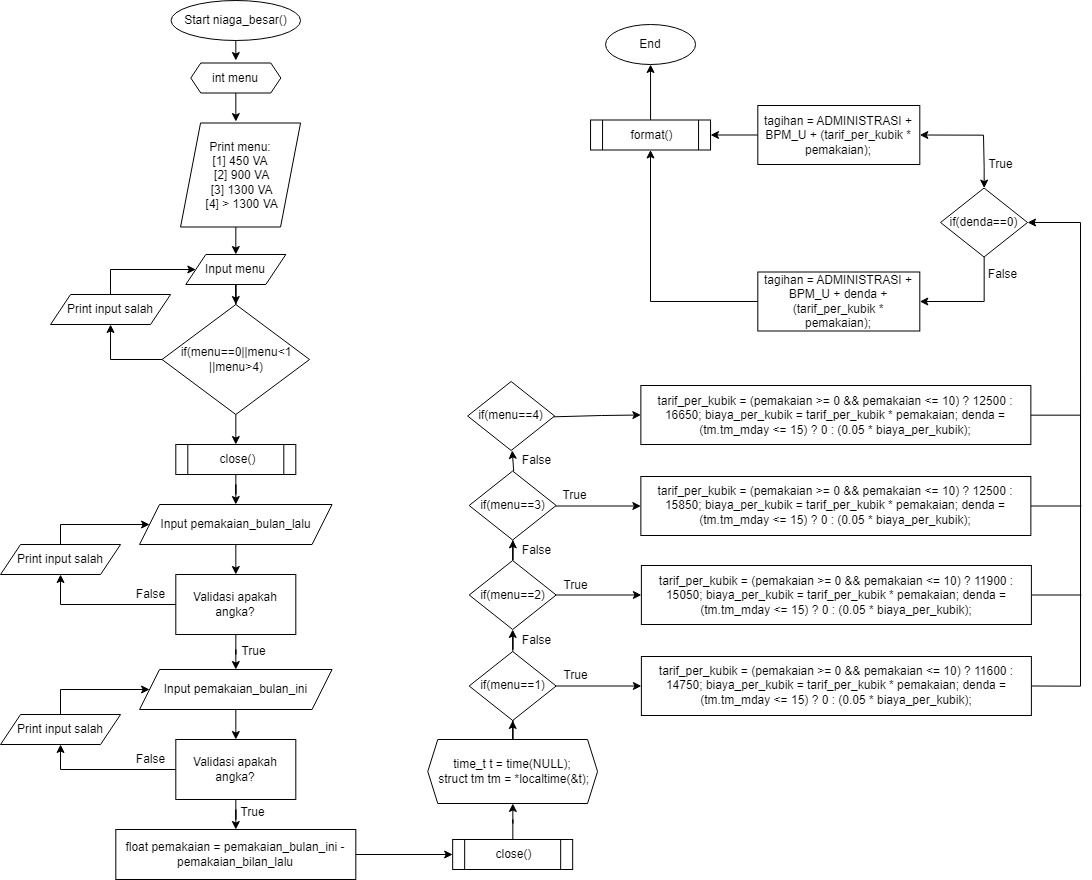 Start niaga_besar()
int menu
Print menu:
[1] 450 VA
[2] 900 VA
[3] 1300 VA
[4] > 1300 VA
Input menu
Print input salah
if(menu==0||menu<1
||menu>4)
close()
Input pemakaian_bulan_lalu
Print input salah
False
Validasi apakah
angka?
True
Input pemakaian_bulan_ini
Print input salah
False
Validasi apakah
angka?
True
float pemakaian = pemakaian_bulan_ini -
pemakaian_bilan_lalu
close()
time_t t = time(NULL);
struct tm tm = *localtime(&t);
if(menu==1)
True
tarif_per_kubik = (pemakaian >= 0 && pemakaian <= 10) ? 11600 :
14750; biaya_per_kubik = tarif_per_kubik * pemakaian; denda =
(tm.tm_mday <= 15) ? 0 : (0.05 * biaya_per_kubik);
False
if(menu==2)
True
tarif_per_kubik = (pemakaian >= 0 && pemakaian <= 10) ? 11900 :
15050; biaya_per_kubik = tarif_per_kubik * pemakaian; denda =
(tm.tm_mday <= 15) ? 0 : (0.05 * biaya_per_kubik);
False
if(menu==3)
True
tarif_per_kubik = (pemakaian >= 0 && pemakaian <= 10) ? 12500 :
15850; biaya_per_kubik = tarif_per_kubik * pemakaian; denda =
(tm.tm_mday <= 15) ? 0 : (0.05 * biaya_per_kubik);
False
if(menu==4)
tarif_per_kubik = (pemakaian >= 0 && pemakaian <= 10) ? 12500 :
16650; biaya_per_kubik = tarif_per_kubik * pemakaian; denda =
(tm.tm_mday <= 15) ? 0 : (0.05 * biaya_per_kubik);
if(denda==0)
True
tagihan = ADMINISTRASI +
BPM_U + (tarif_per_kubik *
pemakaian);
False
tagihan = ADMINISTRASI +
BPM_U + denda +
(tarif_per_kubik *
pemakaian);
format()
End